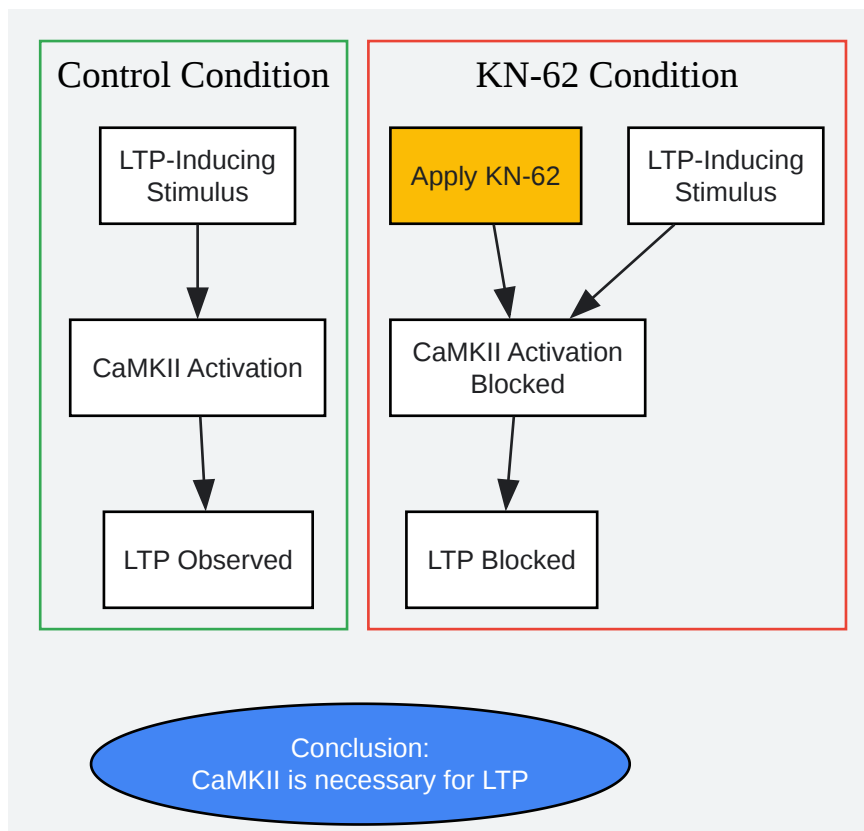 Control Condition
LTP-Inducing
Stimulus
CaMKII Activation
LTP Observed
KN-62 Condition
Apply KN-62
LTP-Inducing
Stimulus
CaMKII Activation
Blocked
LTP Blocked
Conclusion:
CaMKII is necessary for LTP